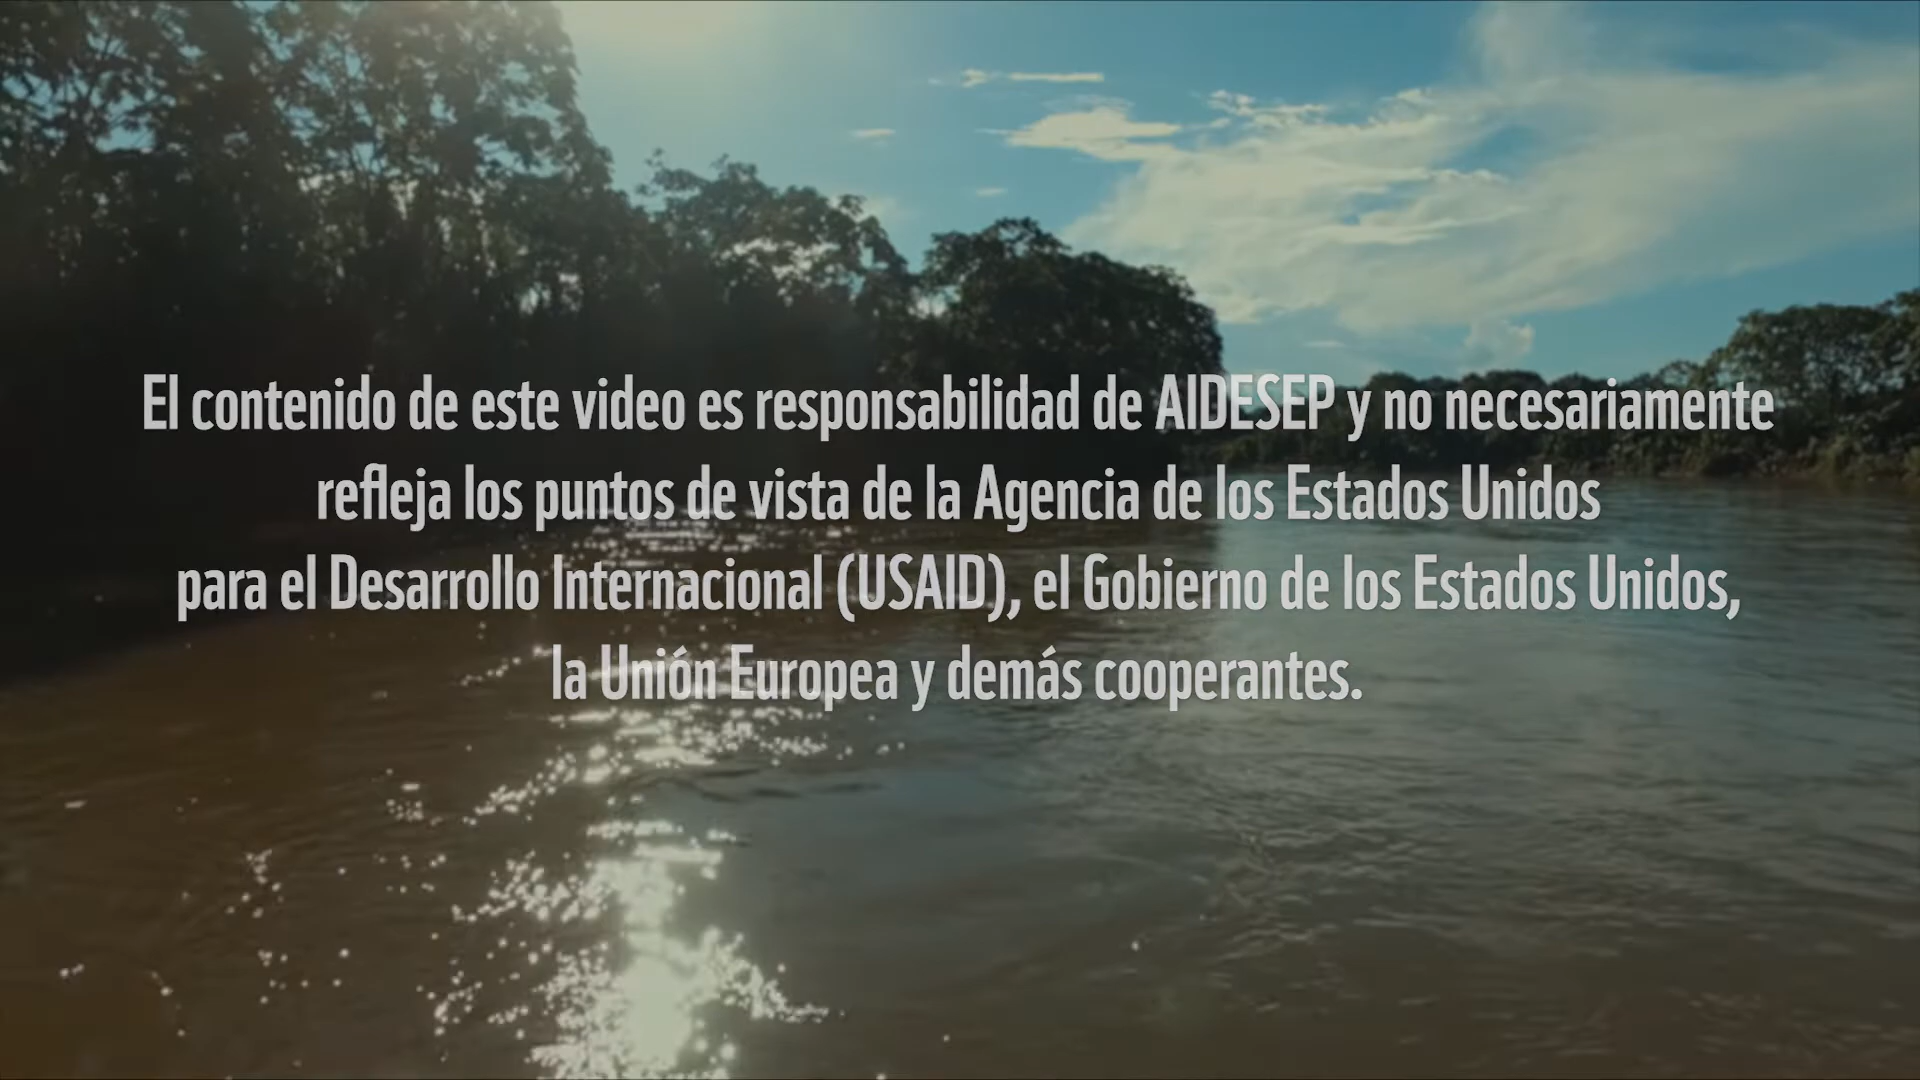 El contenido de este video es responsabilidad de AIDESEP y no necesariamente
refleja los puntos de vista de la Agencia de los Estados Unidos
para el Desarrollo Internacional (USAID), el Gobierno de los Estados Unidos,
la Unión Europea y demás cooperantes.